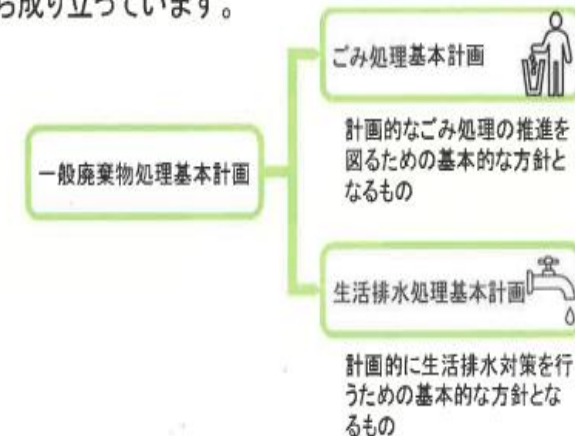 ら成り立っています。
ごみ処理基本計画
計画的なごみ処理の推進を
図るための基本的な方針と
なるもの
一般廃棄物処理基本計画
生活排水処理基本計画
計画的に生活排水対策を行
うための基本的な方針とな
るもの